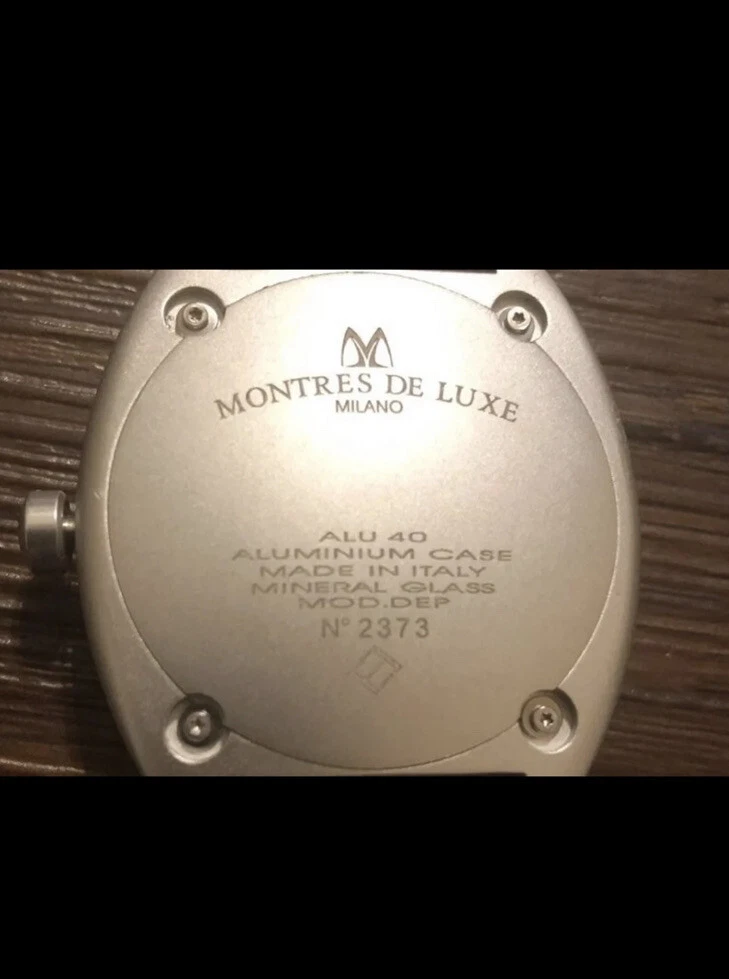 MONTRES DE LUXE
MILANO
ALU 40
ALUMINIUM CASE
MADE IN ITALY
MINERAL GLASS
MOD.DEP
N° 2373